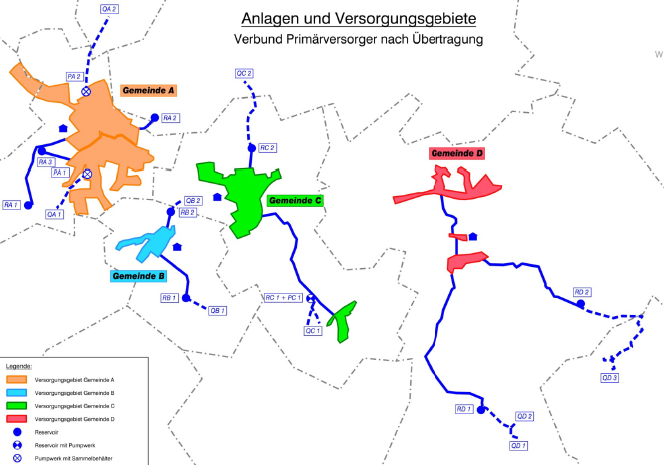 Anlagen und Versorgungsgebiete
Verbund Primärversorger nach Übertragung
QA 2
W
PA 2
QC 2
Gemeinde A
RA 2
RC 2
Gemeinde D
RA 3
PA 1
RA 1
QA 1
QB 2
RB 2
Gemeinde C
Gemeinde B
RB 1
QB 1
RC 1 + PC 1
QC 1
RD 2
QD 3
RD 1
QD 2
QD 1
Legende:
Versorgungsgebiet Gemeinde A
Versorgungsgebiet Gemeinde B
Versorgungsgebiet Gemeinde C
Versorgungsgebiet Gemeinde D
Reservoir
Reservoir mit Pumpwerk
Pumpwerk mit Sammelbehälter